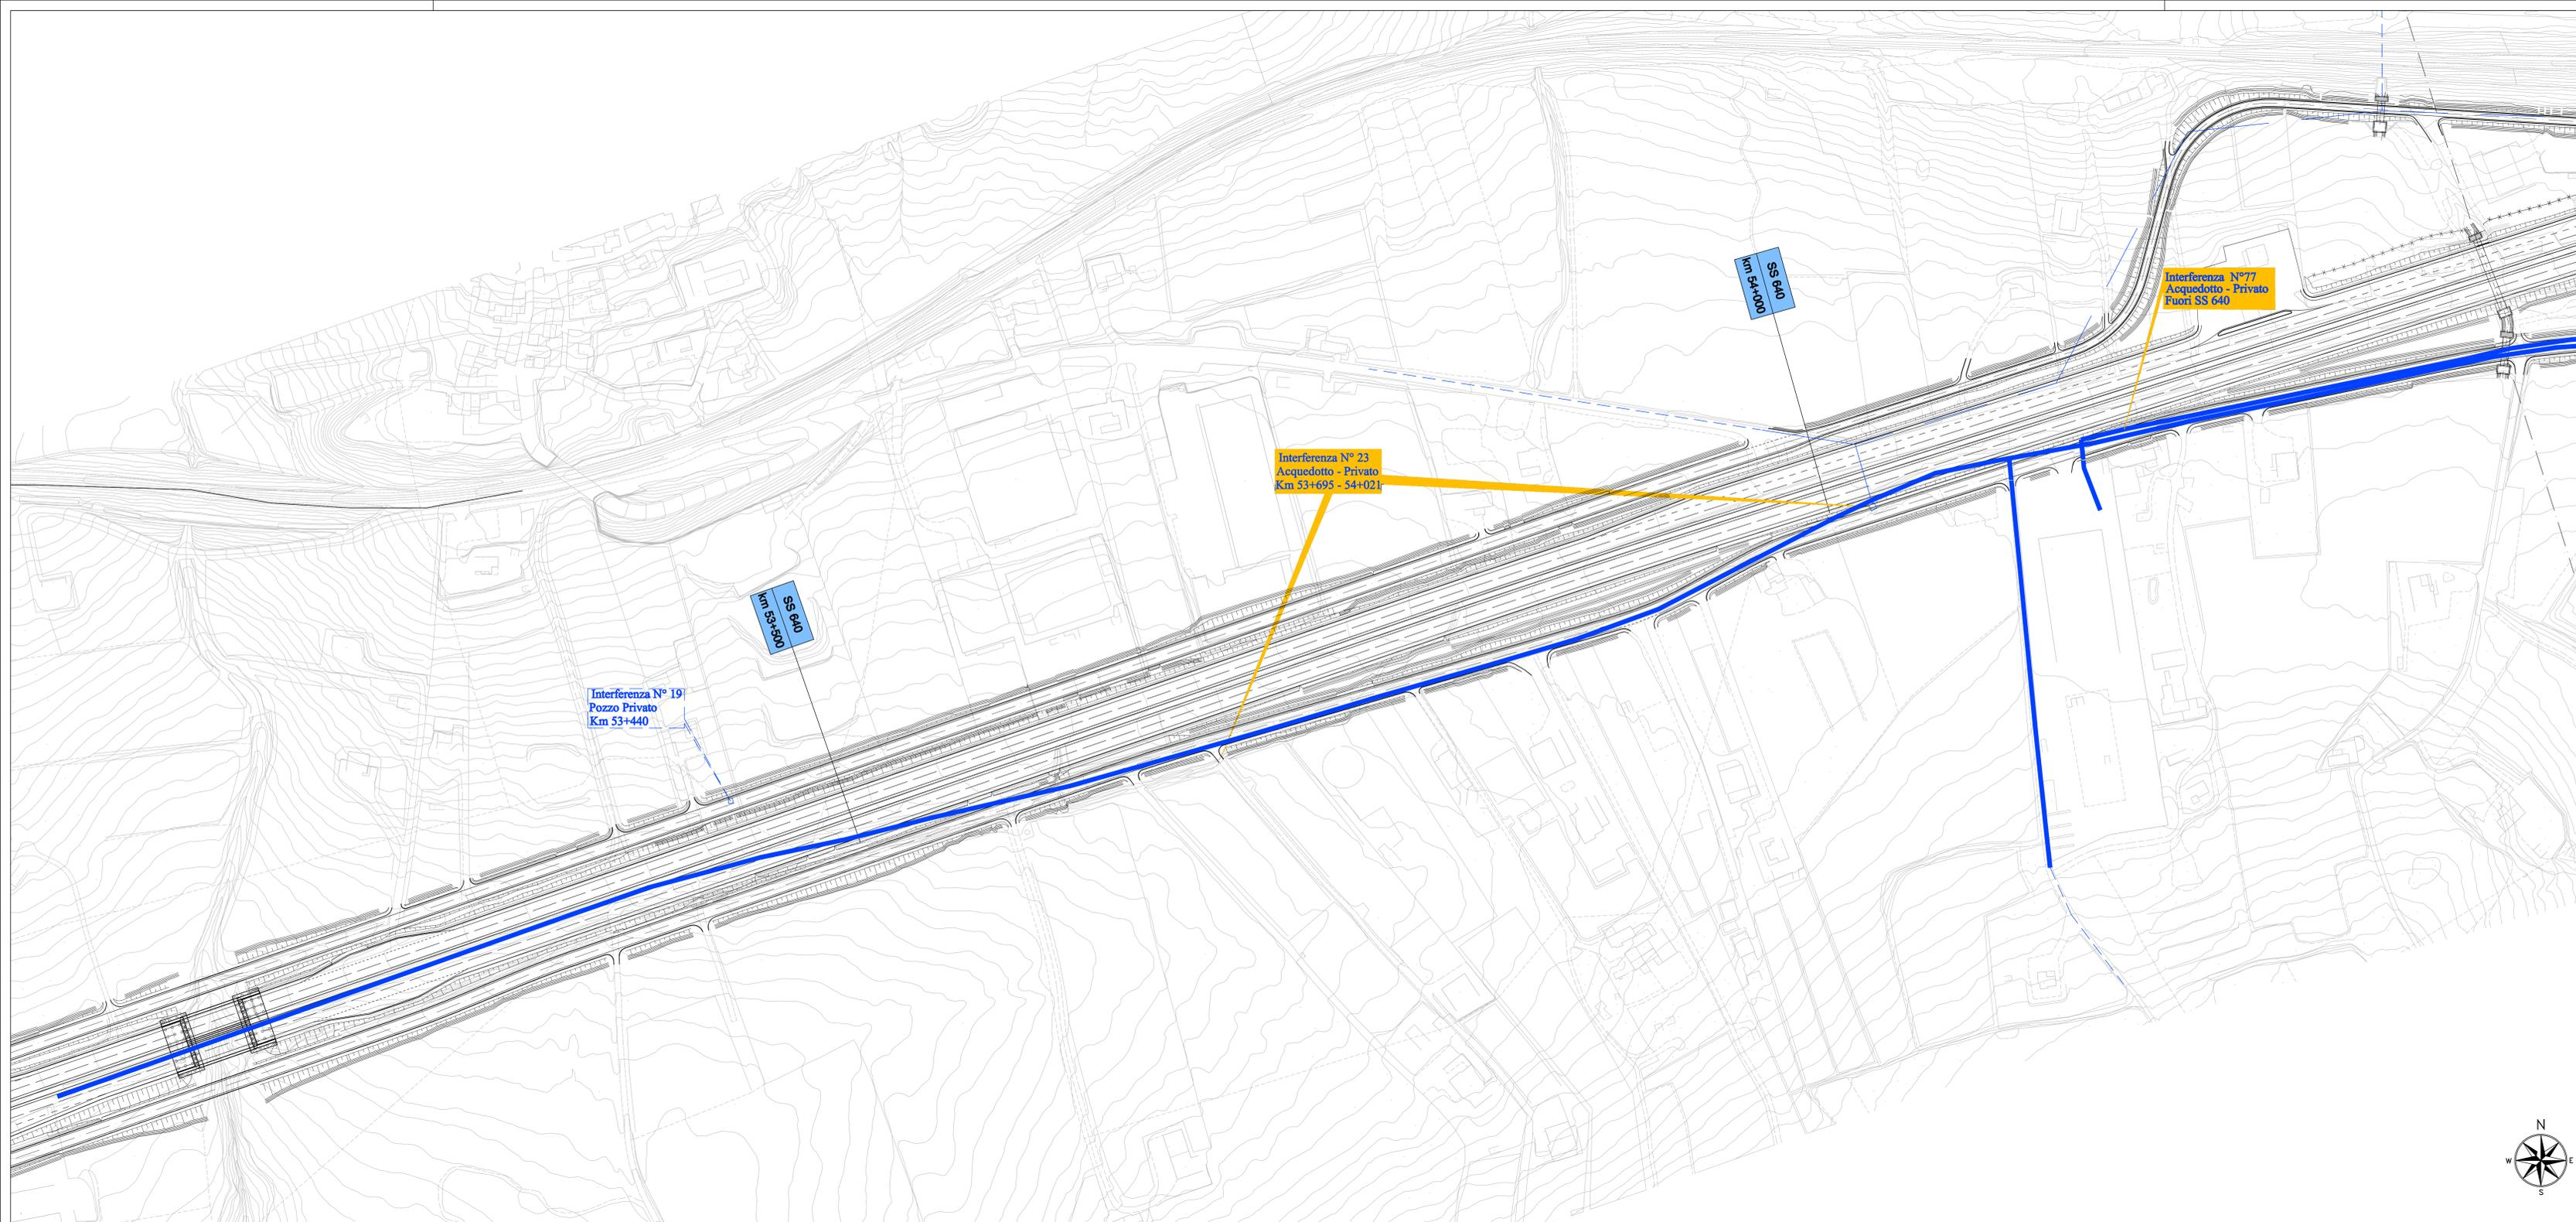 SS 640
km 54+000
Interferenza N°77
Acquedotto - Privato
Fuori SS 640
Interferenza N° 23
Acquedotto - Privato
Km 53+695 - 54+021
SS 640
km 53+500
Interferenza N° 19
Pozzo Privato
Km 53+440
N
W
E
S